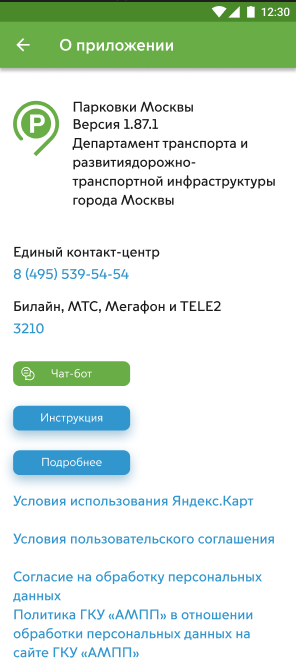 12:30
О приложении
P
Парковки Москвы
Версия 1.87.1
Департамент транспорта и
развитиядорожно-
транспортной инфраструктуры
города Москвы
Единый контакт-центр
8 (495) 539-54-54
Билайн, МТС, Мегафон и TELE2
3210
Чат-бот
Инструкция
Подробнее
Условия использования Яндекс.Карт
Условия пользовательского соглашения
Согласие на обработку персональных
данных
Политика ГКУ «АМПП» в отношении
обработки персональных данных на
сайте ГКУ «АМПП»